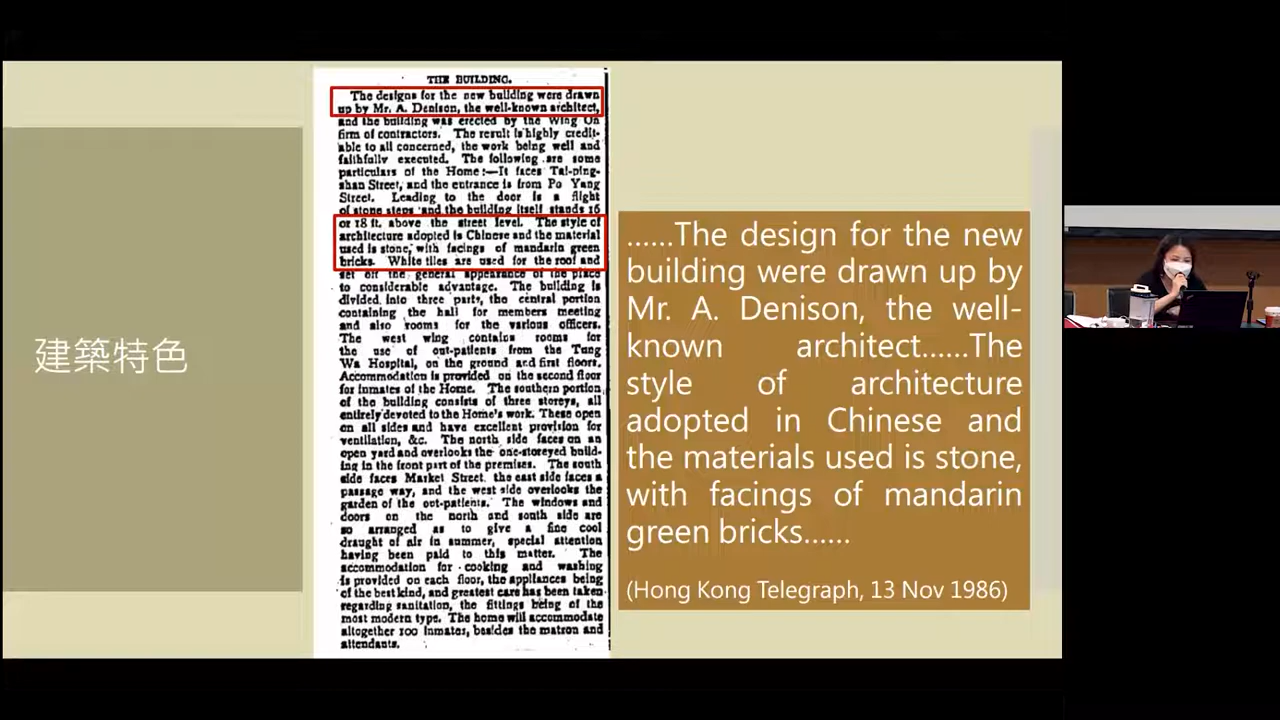 建築特色
THE BUILDING.
The designs for the new building were drawn
up by Mr. A. Denison, the well-known architect,
and the building was erected by the Wing On
firm of contractors. The result is highly credit-
able to all concerned, the work being well and
faithfully executed. The following are some
particulars of the Home:—It faces Tai-ping-
shan Street, and the entrance is from Po Yang
Street. Leading to the door is a flight
of stone steps and the building itself stands 16
or 18 ft. above the street level. The style of
architecture adopted is Chinese and the material
used is stone, with facings of mandarin green
bricks. White tiles are used for the roof and
set off the general appearance of the place
to considerable advantage. The building is
divided into three parts, the central portion
containing the hall for members meeting
and also rooms for the various officers.
The west wing contains rooms for
the use of out-patients from the Tung
Wa Hospital, on the ground and first floors.
Accommodation is provided on the second floor
for inmates of the Home. The southern portion
of the building consists of three storeys, all
entirely devoted to the Home's work. These open
on all sides and have excellent provision for
ventilation, &c. The north side faces on an
open yard and overlooks the one-storeyed build-
ing in the front part of the premises. The south
side faces Market Street, the east side faces a
passage way, and the west side overlooks the
garden of the out-patients. The windows and
doors on the north and south side are
so arranged as to give a fine cool
draught of air in summer, special attention
having been paid to this matter. The
accommodation for cooking and washing
is provided on each floor, the appliances being
of the best kind, and greatest care has been taken
regarding sanitation, the fittings being of the
most modern type. The home will accommodate
altogether 100 inmates, besides the matron and
attendants.
......The design for the new
building were drawn up by
Mr. A. Denison, the well-
known architect......The
style of architecture
adopted in Chinese and
the materials used is stone,
with facings of mandarin
green bricks......
(Hong Kong Telegraph, 13 Nov 1986)